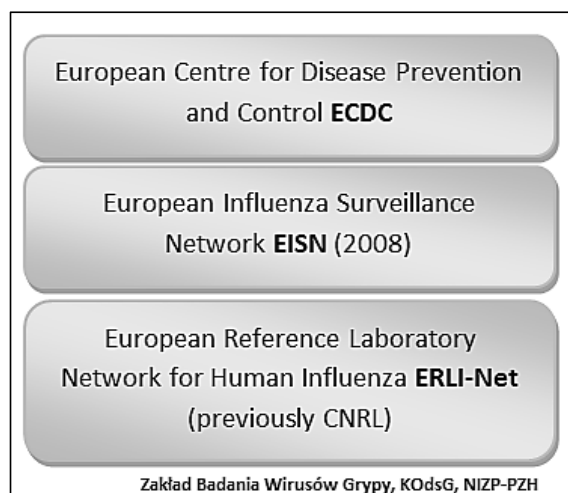 European Centre for Disease Prevention
and Control ECDC
European Influenza Surveillance
Network EISN (2008)
European Reference Laboratory
Network for Human Influenza ERLI-Net
(previously CNRL)
Zakład Badania Wirusów Grypy, KOdsG, NIZP-PZH